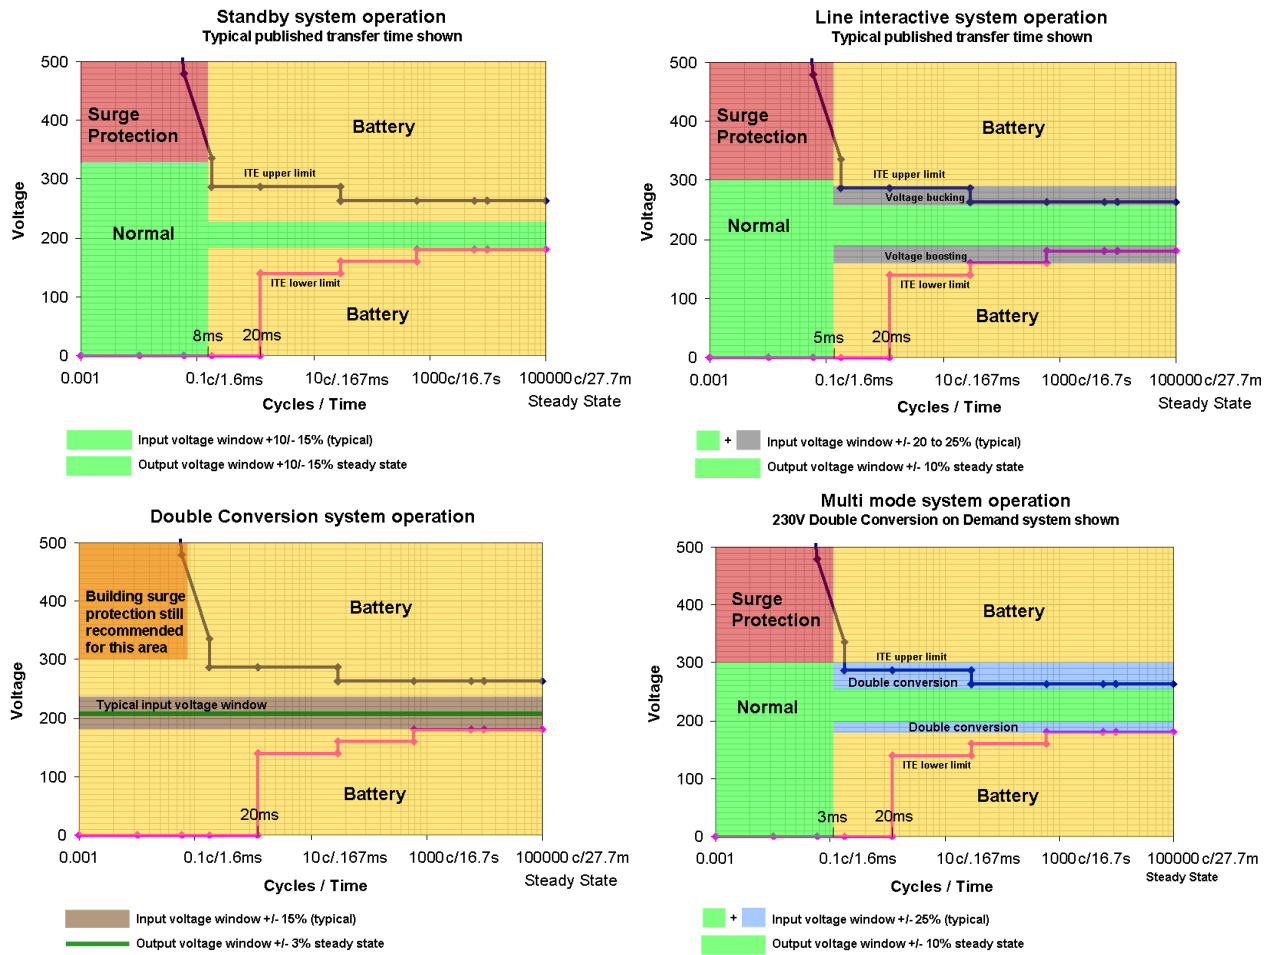 Standby system operation
Typical published transfer time shown
500
400
300
200
100
0
Voltage
Surge
Protection
Battery
ITE upper limit
Normal
ITE lower limit
Battery
8ms
20ms
0.001
0.1c/1.6ms
10c/.167ms
1000c/16.7s
100000c/27.7m
Cycles / Time
Steady State
Input voltage window +10/- 15% (typical)
Output voltage window +10/- 15% steady state
Line interactive system operation
Typical published transfer time shown
500
400
300
200
100
0
Voltage
Surge
Protection
Battery
ITE upper limit
Voltage bucking
Normal
Voltage boosting
ITE lower limit
Battery
5ms
20ms
0.001
0.1c/1.6ms
10c/.167ms
1000c/16.7s
100000c/27.7m
Cycles / Time
Steady State
+
Input voltage window +/- 20 to 25% (typical)
Output voltage window +/- 10% steady state
Double Conversion system operation
500
400
300
200
100
0
Voltage
Building surge
protection still
recommended
for this area
Battery
Typical input voltage window
Battery
20ms
0.001
0.1c/1.6ms
10c/.167ms
1000c/16.7s
100000c/27.7m
Cycles / Time
Steady State
Input voltage window +/- 15% (typical)
Output voltage window +/- 3% steady state
Multi mode system operation
230V Double Conversion on Demand system shown
500
400
300
200
100
0
Voltage
Surge
Protection
Battery
ITE upper limit
Double conversion
Normal
Double conversion
ITE lower limit
Battery
3ms
20ms
0.001
0.1c/1.6ms
10c/.167ms
1000c/16.7s
100000c/27.7m
Cycles / Time
Steady State
+
Input voltage window +/- 25% (typical)
Output voltage window +/- 10% steady state